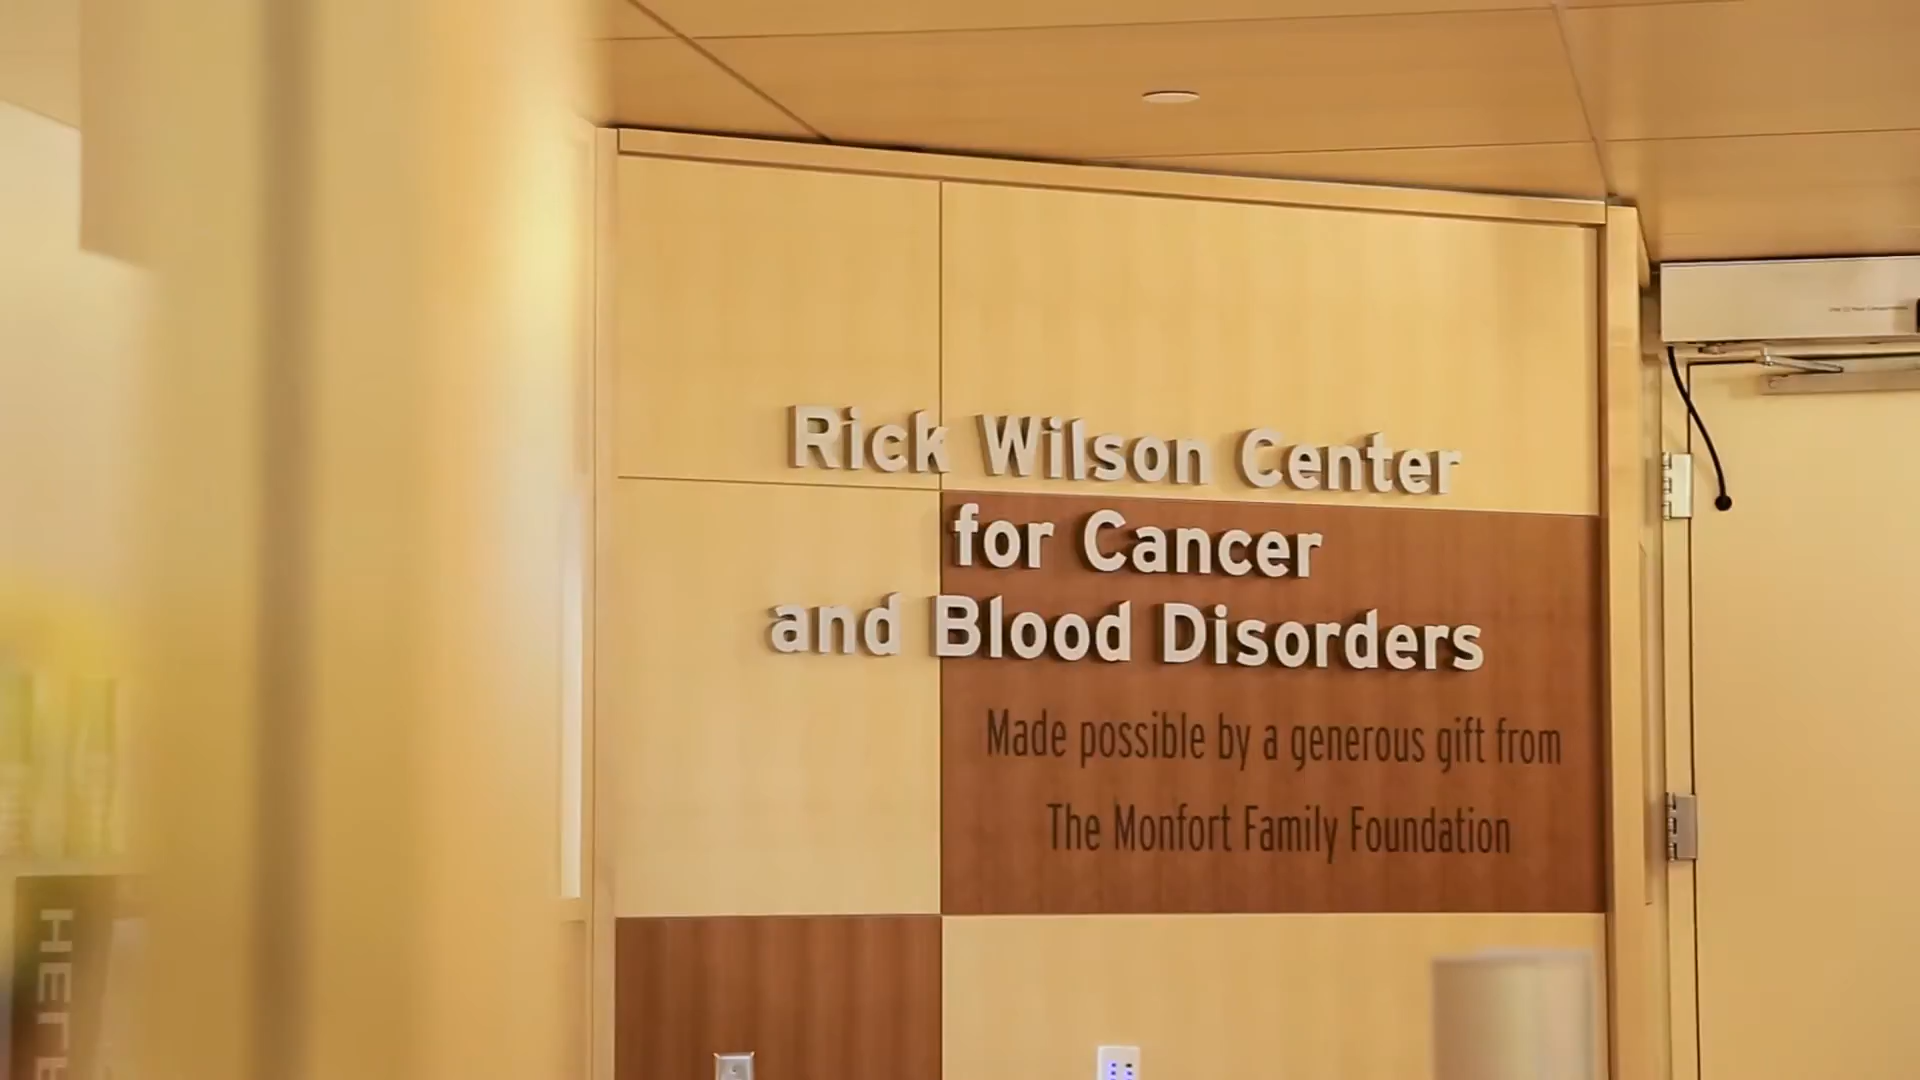 Rick Wilson Center
for Cancer
and Blood Disorders
Made possible by a generous gift from
The Monfort Family Foundation